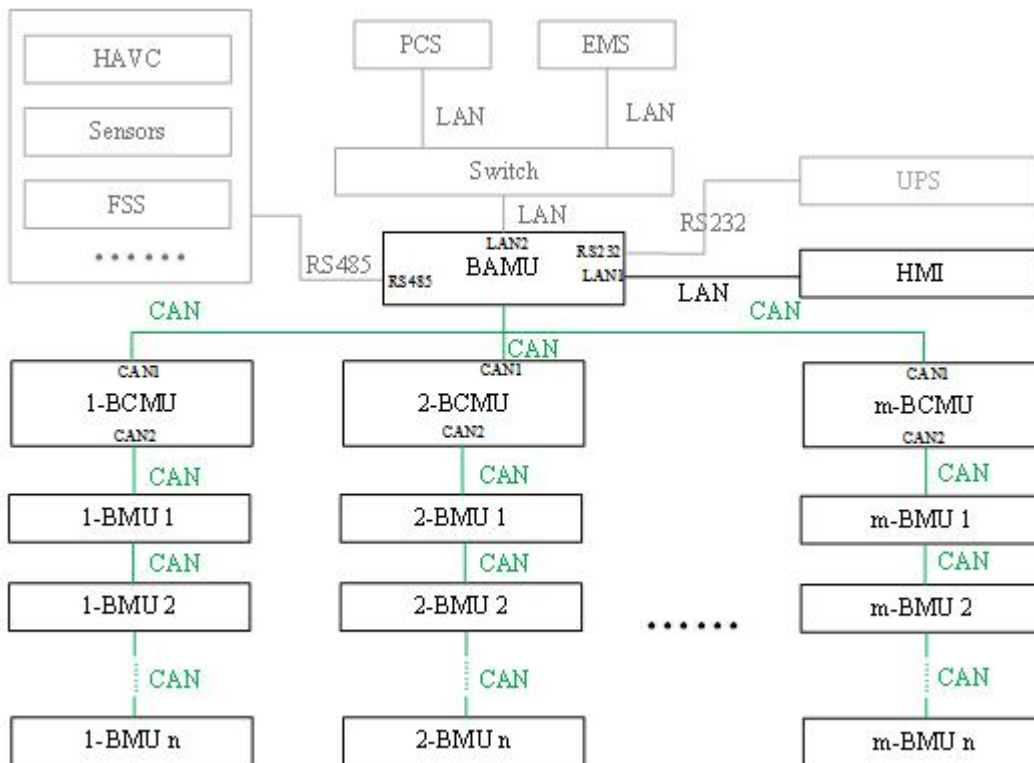 HAVC
Sensors
FSS
......
PCS
EMS
LAN
LAN
Switch
UPS
LAN
RS232
RS485
LAN2
BAMU
RS485
RS232
LAN1
LAN
HMI
CAN
CAN
CAN
CAN1
1-BCMU
CAN2
CAN1
2-BCMU
CAN2
CAN1
m-BCMU
CAN2
CAN
CAN
CAN
1-BMU 1
2-BMU 1
m-BMU 1
CAN
CAN
CAN
1-BMU 2
2-BMU 2
......
m-BMU 2
CAN
CAN
CAN
1-BMU n
2-BMU n
m-BMU n